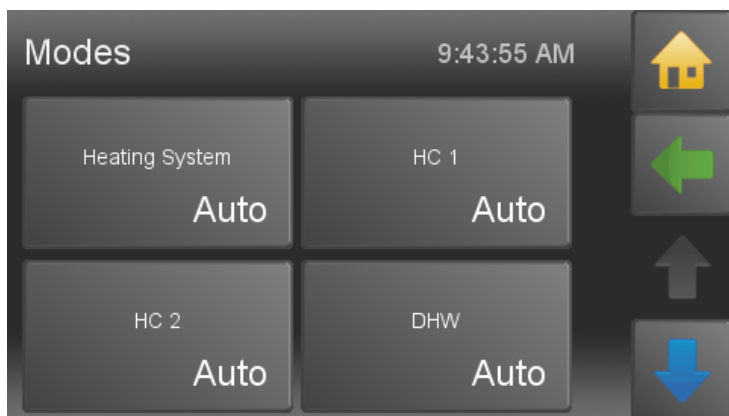 Modes
9:43:55 AM
Heating System
Auto
HC 1
Auto
HC 2
Auto
DHW
Auto